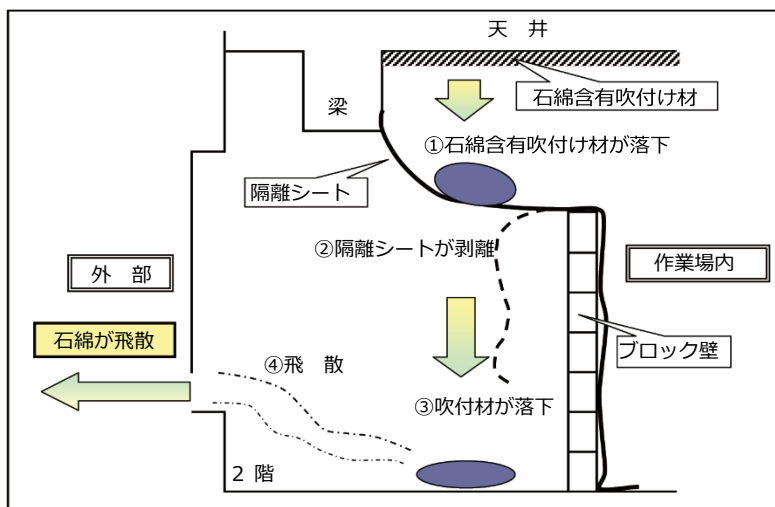 天 井
石綿含有吹付け材
梁
①石綿含有吹付け材が落下
隔離シート
②隔離シートが剥離
外 部
作業場内
石綿が飛散
ブロック壁
④飛 散
③吹付材が落下
2 階